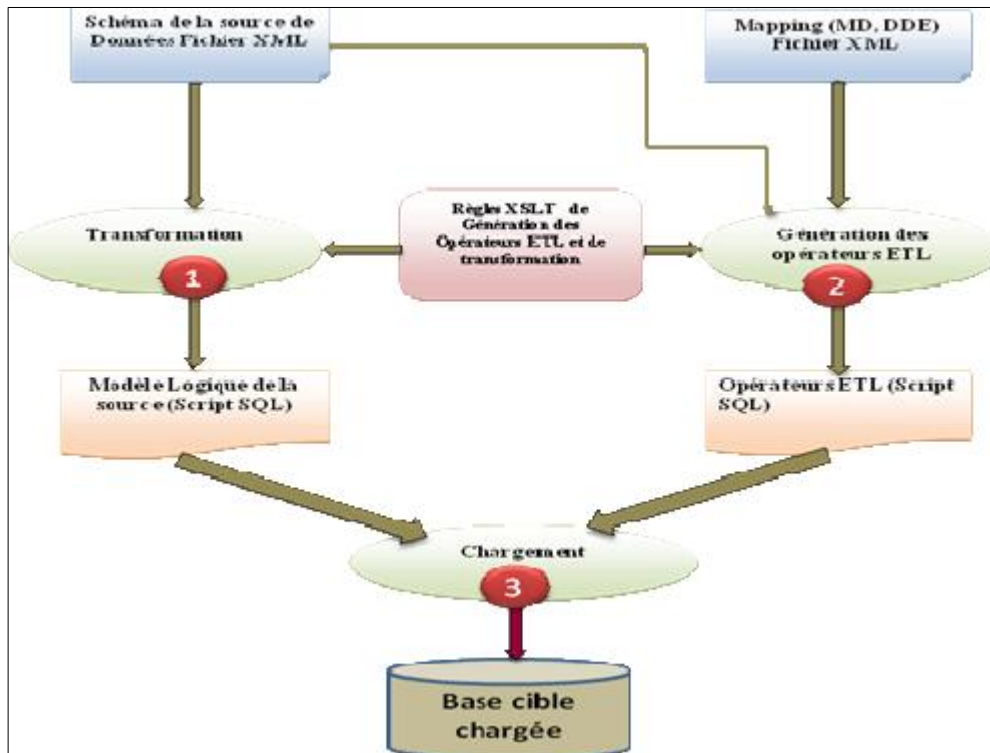 Schéma de la source de
Données Fichier XML
Mapping (MD, DDE)
Fichier XML
Règles XSLT de
Génération des
Opérateurs ETL et de
transformation
Transformation
1
Génération des
opérateurs ETL
2
Modèle Logique de la
source (Script SQL)
Opérateurs ETL (Script
SQL)
Chargement
3
Base cible
chargée